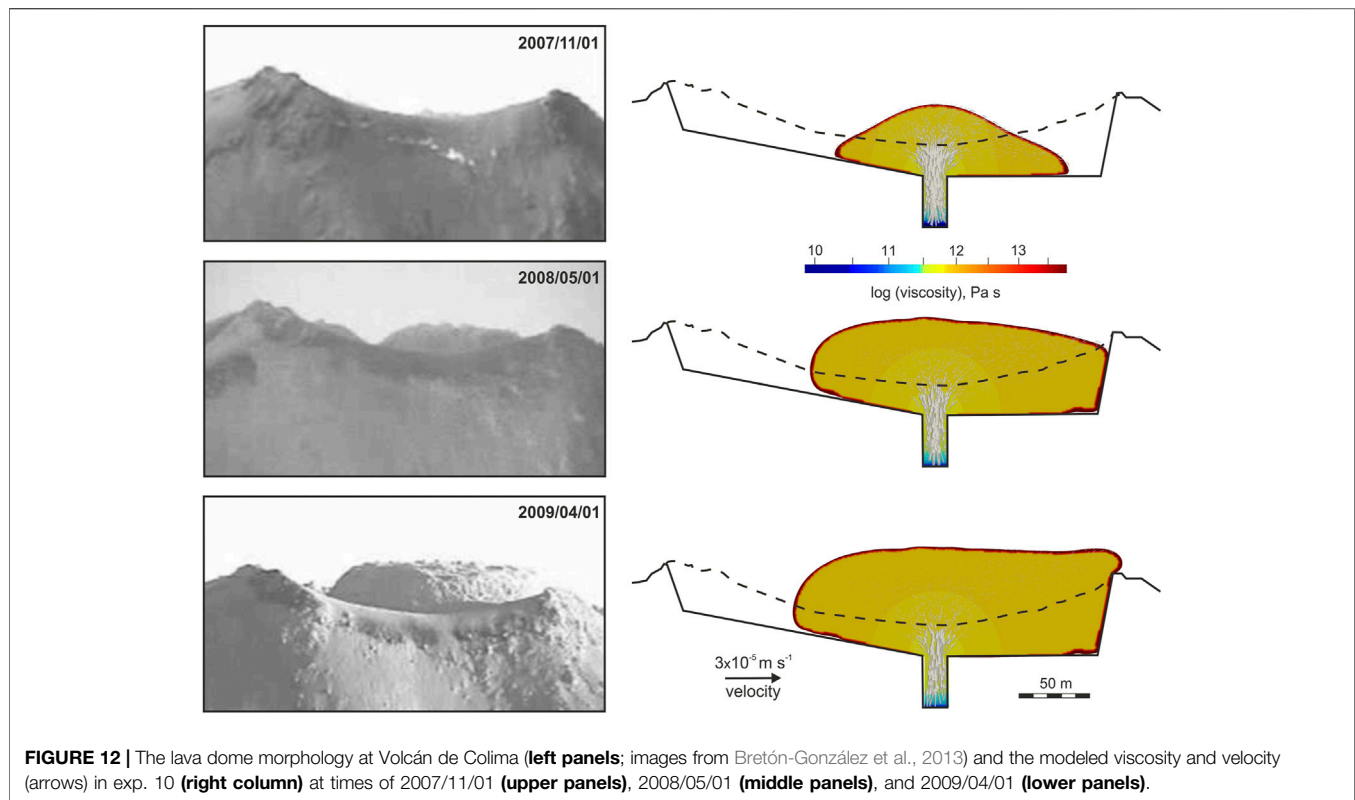 2007/11/01
10 11 12 13
log (viscosity), Pa s
2008/05/01
2009/04/01
3x10⁻⁵ m s⁻¹
velocity
50 m
FIGURE 12 | The lava dome morphology at Volcán de Colima (left panels; images from Bretón-González et al., 2013) and the modeled viscosity and velocity
(arrows) in exp. 10 (right column) at times of 2007/11/01 (upper panels), 2008/05/01 (middle panels), and 2009/04/01 (lower panels).